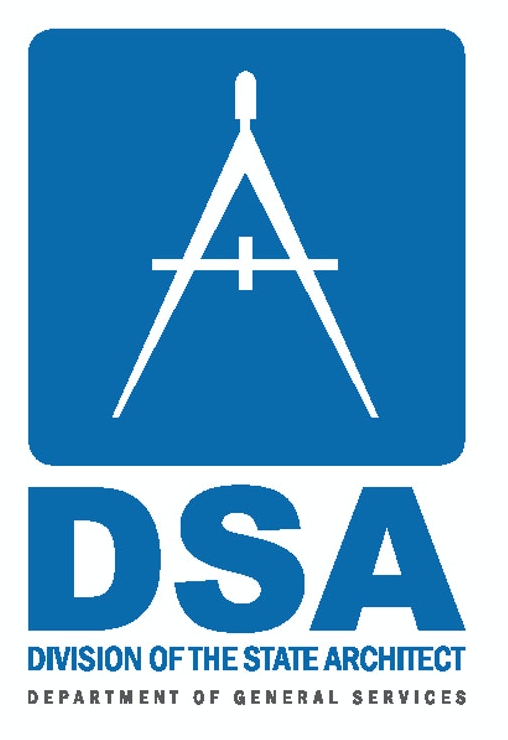 DSA
DIVISION OF THE STATE ARCHITECT
DEPARTMENT OF GENERAL SERVICES